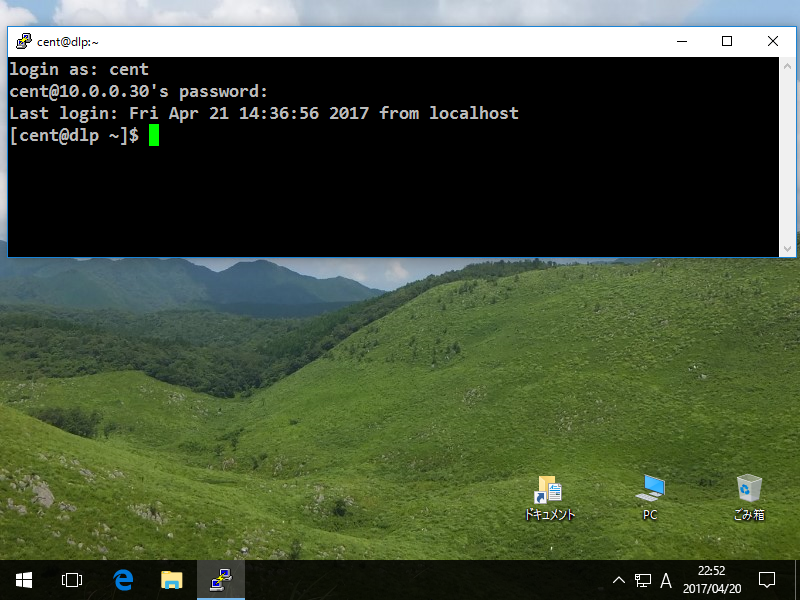 cent@dlp:~
login as: cent
cent@10.0.0.30's password:
Last login: Fri Apr 21 14:36:56 2017 from localhost
[cent@dlp ~]$
ドキュメント
PC
ごみ箱
A
22:52
2017/04/20